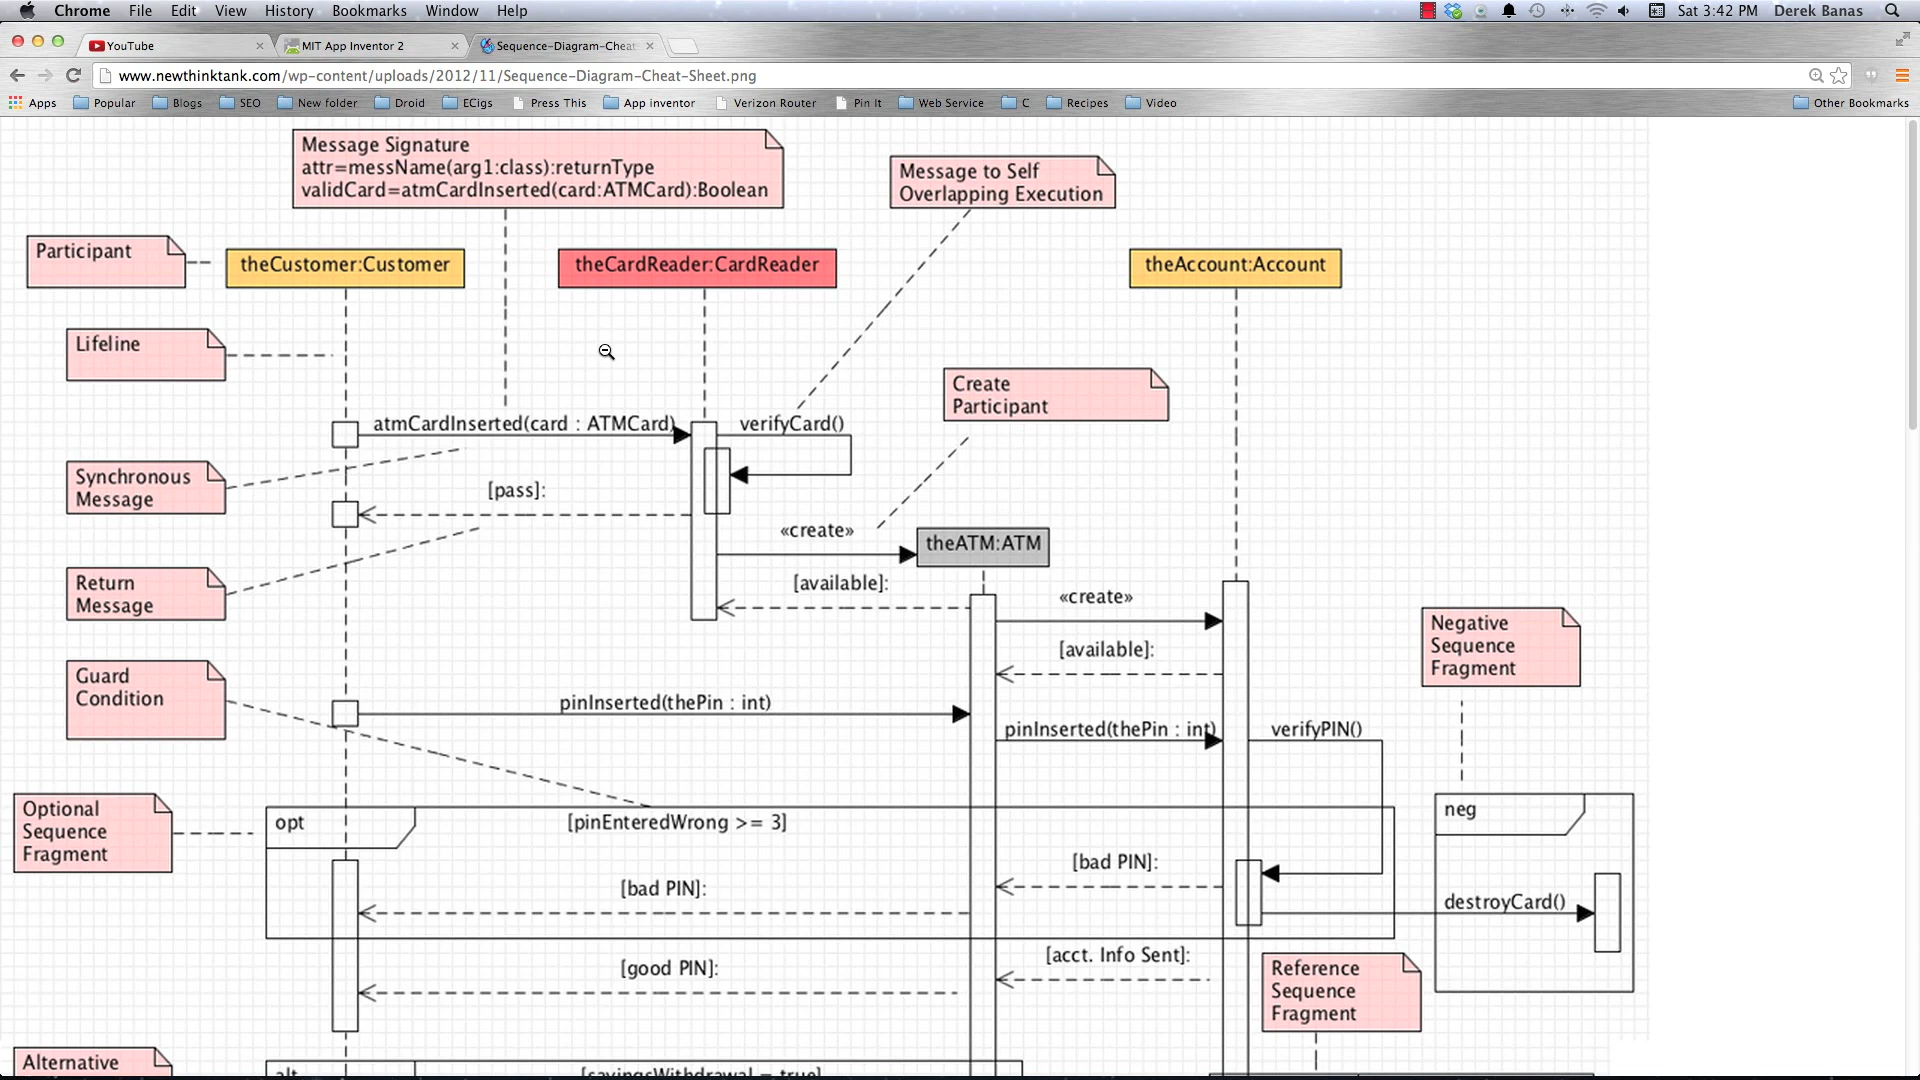 Chrome File Edit View History Bookmarks Window Help Sat 3:42 PM Derek Banas
YouTube MIT App Inventor 2 Sequence-Diagram-Cheat
www.newthinktank.com/wp-content/uploads/2012/11/Sequence-Diagram-Cheat-Sheet.png
Apps Popular Blogs SEO New folder Droid ECigs Press This App inventor Verizon Router Pin It Web Service C Recipes Video Other Bookmarks
Message Signature
attr=messName(arg1:class):returnType
validCard=atmCardInserted(card:ATMCard):Boolean
Message to Self
Overlapping Execution
Participant
theCustomer:Customer
theCardReader:CardReader
theAccount:Account
Lifeline
Create
Participant
atmCardInserted(card : ATMCard)
verifyCard()
Synchronous
Message
[pass]:
«create»
theATM:ATM
Return
Message
[available]:
«create»
Negative
Sequence
Fragment
[available]:
Guard
Condition
pinInserted(thePin : int)
pinInserted(thePin : int)
verifyPIN()
Optional
Sequence
Fragment
opt
[pinEnteredWrong >= 3]
neg
[bad PIN]:
[bad PIN]:
destroyCard()
[acct. Info Sent]:
[good PIN]:
Reference
Sequence
Fragment
Alternative
alt
[savingsWithdrawal = true]